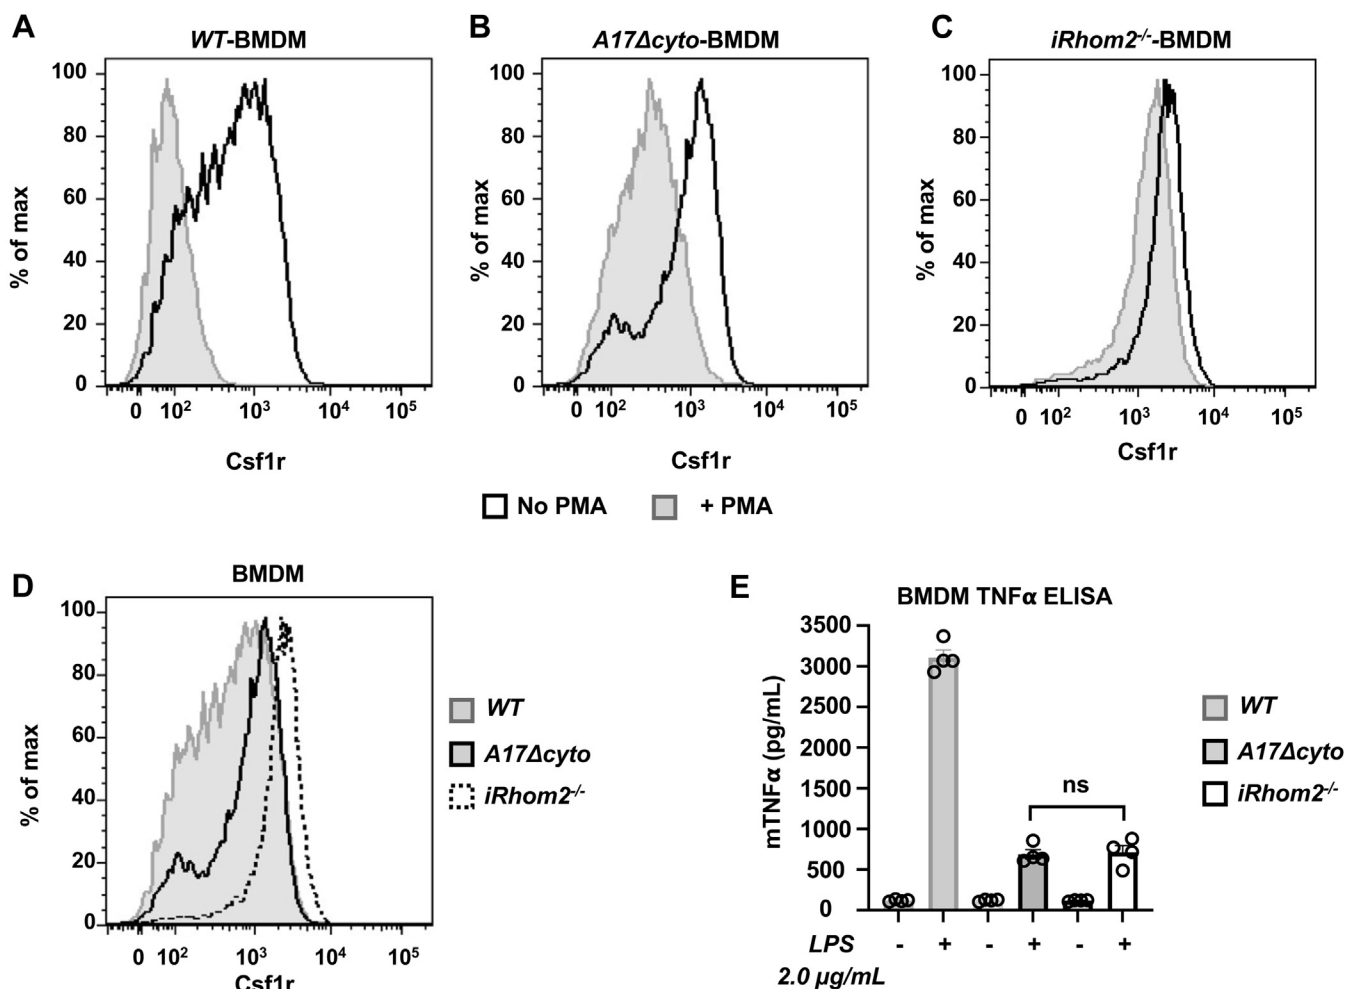 A
WT-BMDM
% of max
100
80
60
40
20
0
0 10² 10³ 10⁴ 10⁵
Csf1r
B
A17Δcyto-BMDM
% of max
100
80
60
40
20
0
0 10² 10³ 10⁴ 10⁵
Csf1r
C
iRhom2⁻/⁻-BMDM
% of max
100
80
60
40
20
0
0 10² 10³ 10⁴ 10⁵
Csf1r
No PMA + PMA
D
BMDM
% of max
100
80
60
40
20
0
0 10² 10³ 10⁴ 10⁵
Csf1r
WT
A17Δcyto
iRhom2⁻/⁻
E
BMDM TNFα ELISA
mTNFα (pg/mL)
3500
3000
2500
2000
1500
1000
500
0
ns
LPS - + - + - +
2.0 µg/mL
WT
A17Δcyto
iRhom2⁻/⁻